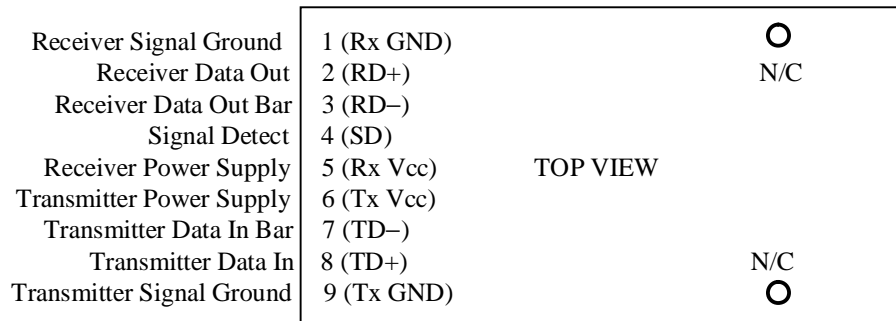 Receiver Signal Ground 1 (Rx GND)
Receiver Data Out 2 (RD+) N/C
Receiver Data Out Bar 3 (RD−)
Signal Detect 4 (SD)
Receiver Power Supply 5 (Rx Vcc) TOP VIEW
Transmitter Power Supply 6 (Tx Vcc)
Transmitter Data In Bar 7 (TD−)
Transmitter Data In 8 (TD+) N/C
Transmitter Signal Ground 9 (Tx GND)